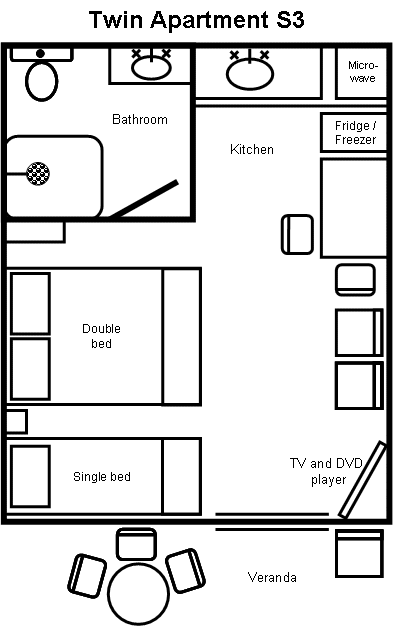 Twin Apartment S3
Micro-
wave
Bathroom
Fridge /
Freezer
Kitchen
Double
bed
TV and DVD
player
Single bed
Veranda